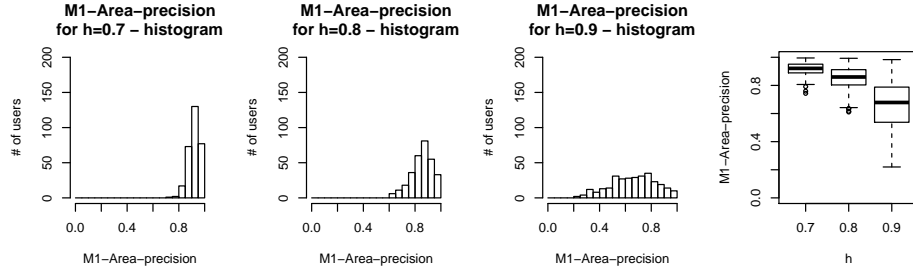 M1−Area−precision
for h=0.7 − histogram
# of users
200
150
100
50
0
0.0 0.4 0.8
M1−Area−precision
M1−Area−precision
for h=0.8 − histogram
# of users
200
150
100
50
0
0.0 0.4 0.8
M1−Area−precision
M1−Area−precision
for h=0.9 − histogram
# of users
200
150
100
50
0
0.0 0.4 0.8
M1−Area−precision
M1−Area−precision
0.8
0.4
0.0
0.7 0.8 0.9
h